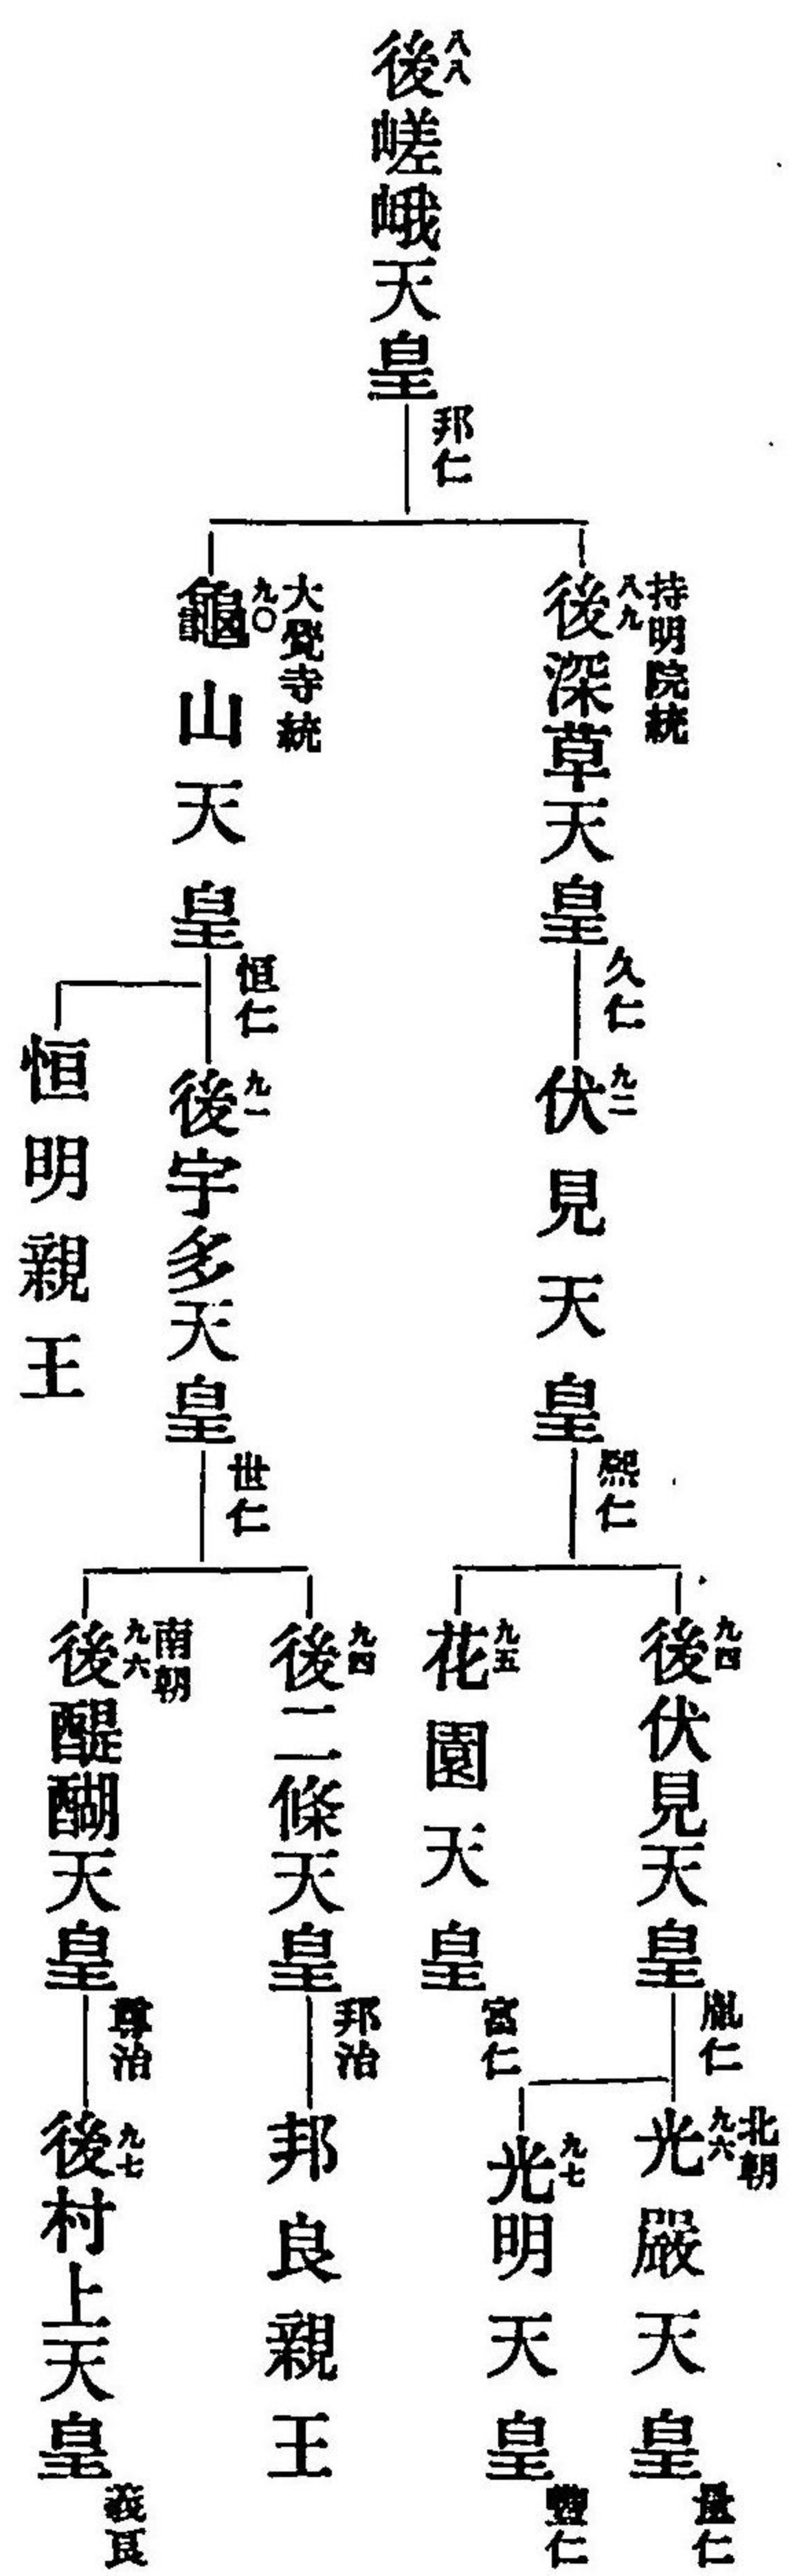 八八
後嵯峨天皇
邦仁
持明院統
八九
後深草天皇
久仁
九二
伏見天皇
熈仁
九四
後伏見天皇
胤仁
北朝
九六
光嚴天皇
量仁
九七
光明天皇
豐仁
九五
花園天皇
富仁
大覺寺統
九〇
龜山天皇
恒仁
九一
後宇多天皇
世仁
九四
後二條天皇
邦治
邦良親王
南朝
九六
後醍醐天皇
尊治
九七
後村上天皇
義良
恒明親王